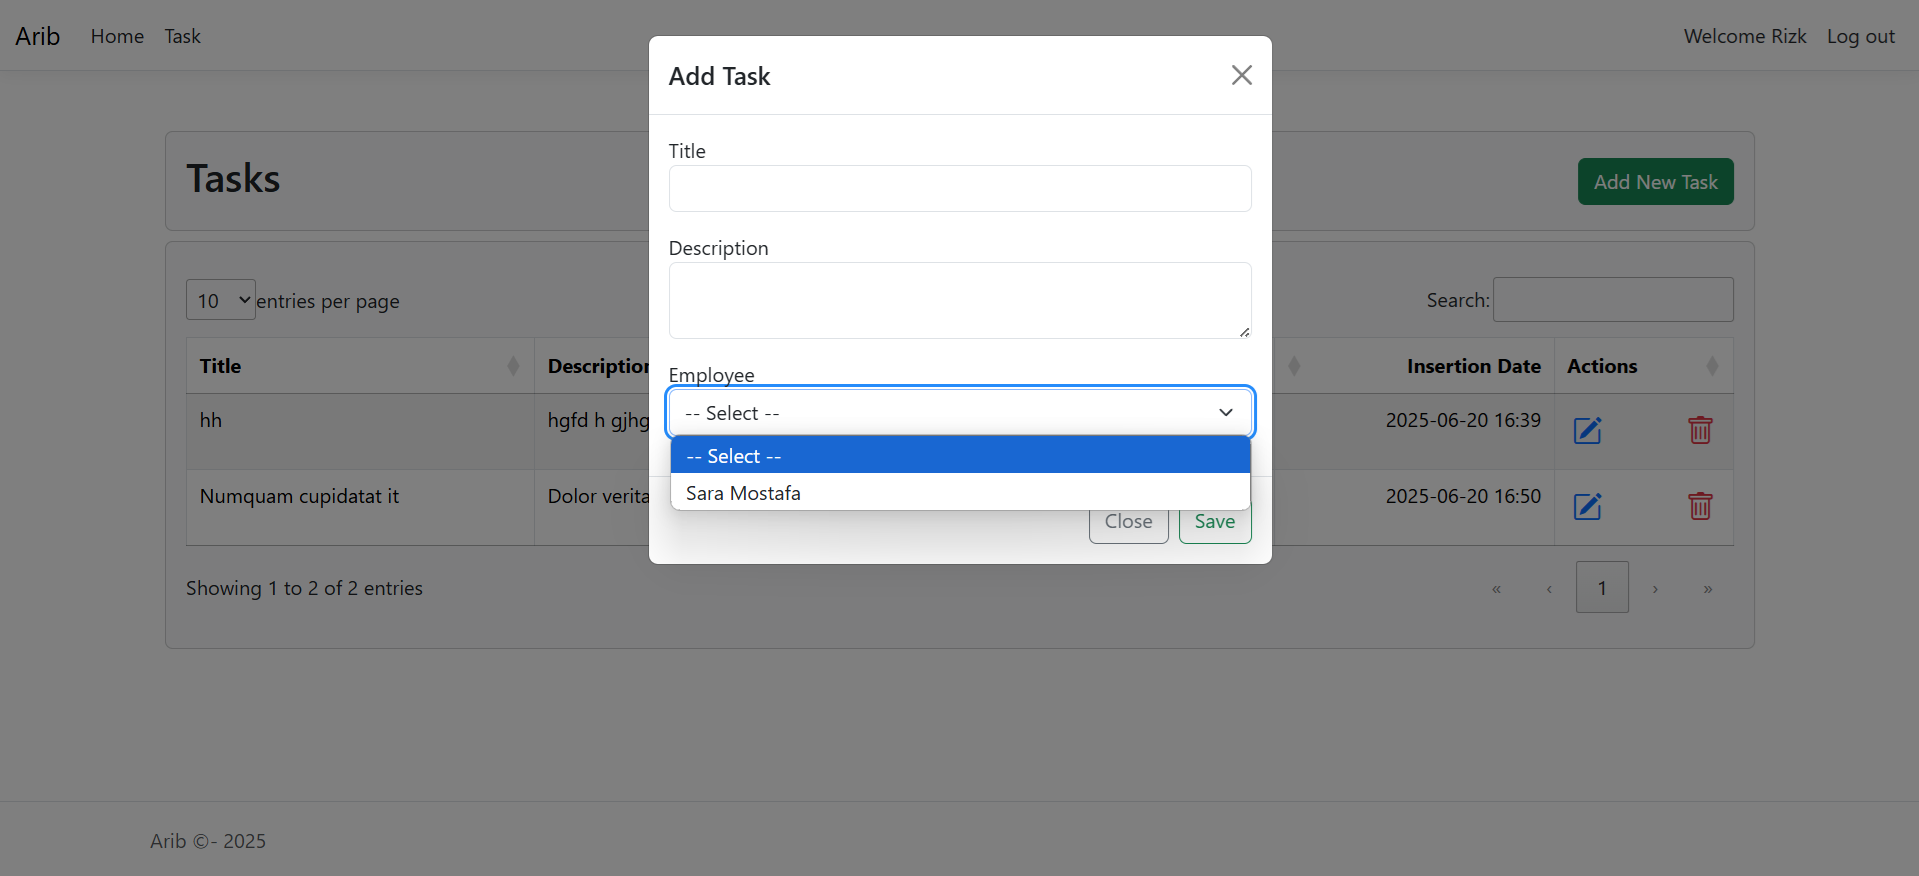 Arib Home Task Welcome Rizk Log out
Add Task
Title
Description
Employee
-- Select --
-- Select --
Sara Mostafa
Close Save
Tasks
Add New Task
10 entries per page
Search:
Title Description Insertion Date Actions
hh hgfd h gjhg 2025-06-20 16:39
Numquam cupidatat it Dolor verita 2025-06-20 16:50
Showing 1 to 2 of 2 entries
« ‹ 1 › »
Arib ©- 2025